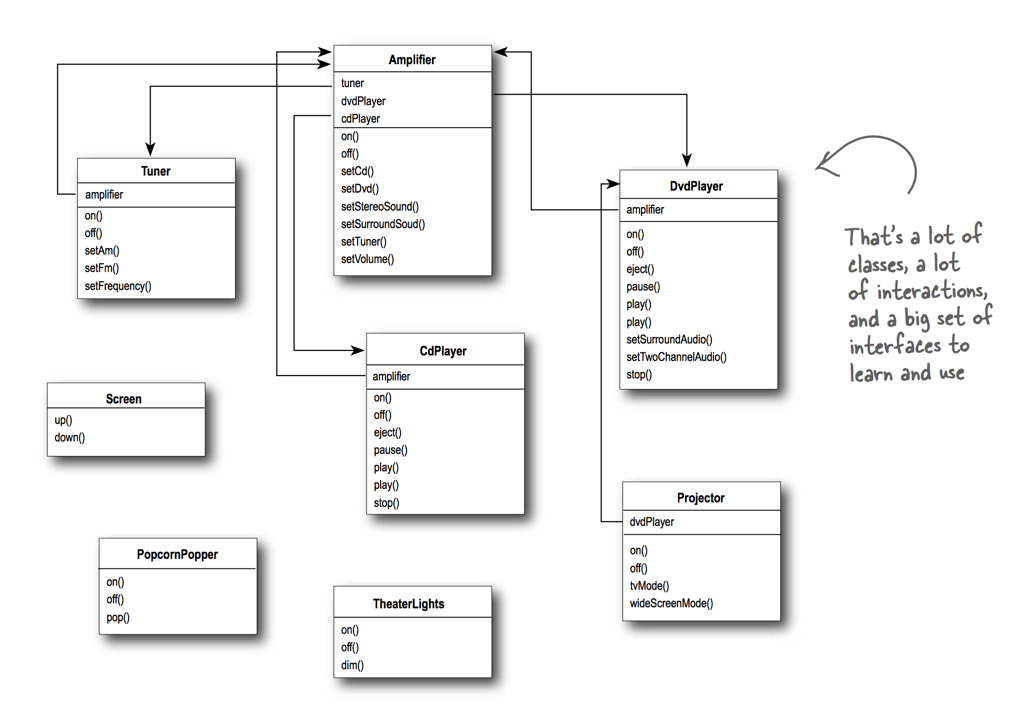 Amplifier
tuner
dvdPlayer
cdPlayer
on()
off()
setCd()
setDvd()
setStereoSound()
setSurroundSoud()
setTuner()
setVolume()
Tuner
amplifier
on()
off()
setAm()
setFm()
setFrequency()
DvdPlayer
amplifier
on()
off()
eject()
pause()
play()
play()
setSurroundAudio()
setTwoChannelAudio()
stop()
That's a lot of
classes, a lot
of interactions,
and a big set of
interfaces to
learn and use
CdPlayer
amplifier
on()
off()
eject()
pause()
play()
play()
stop()
Screen
up()
down()
Projector
dvdPlayer
on()
off()
tvMode()
wideScreenMode()
PopcornPopper
on()
off()
pop()
TheaterLights
on()
off()
dim()